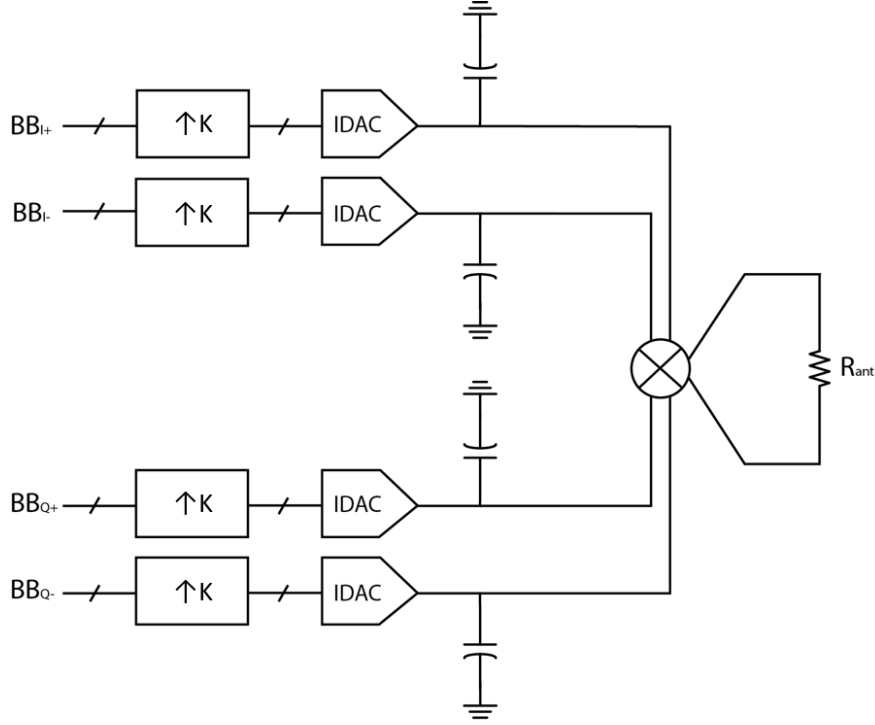 BBI+ ↑K IDAC
BBI- ↑K IDAC
Rant
BBQ+ ↑K IDAC
BBQ- ↑K IDAC